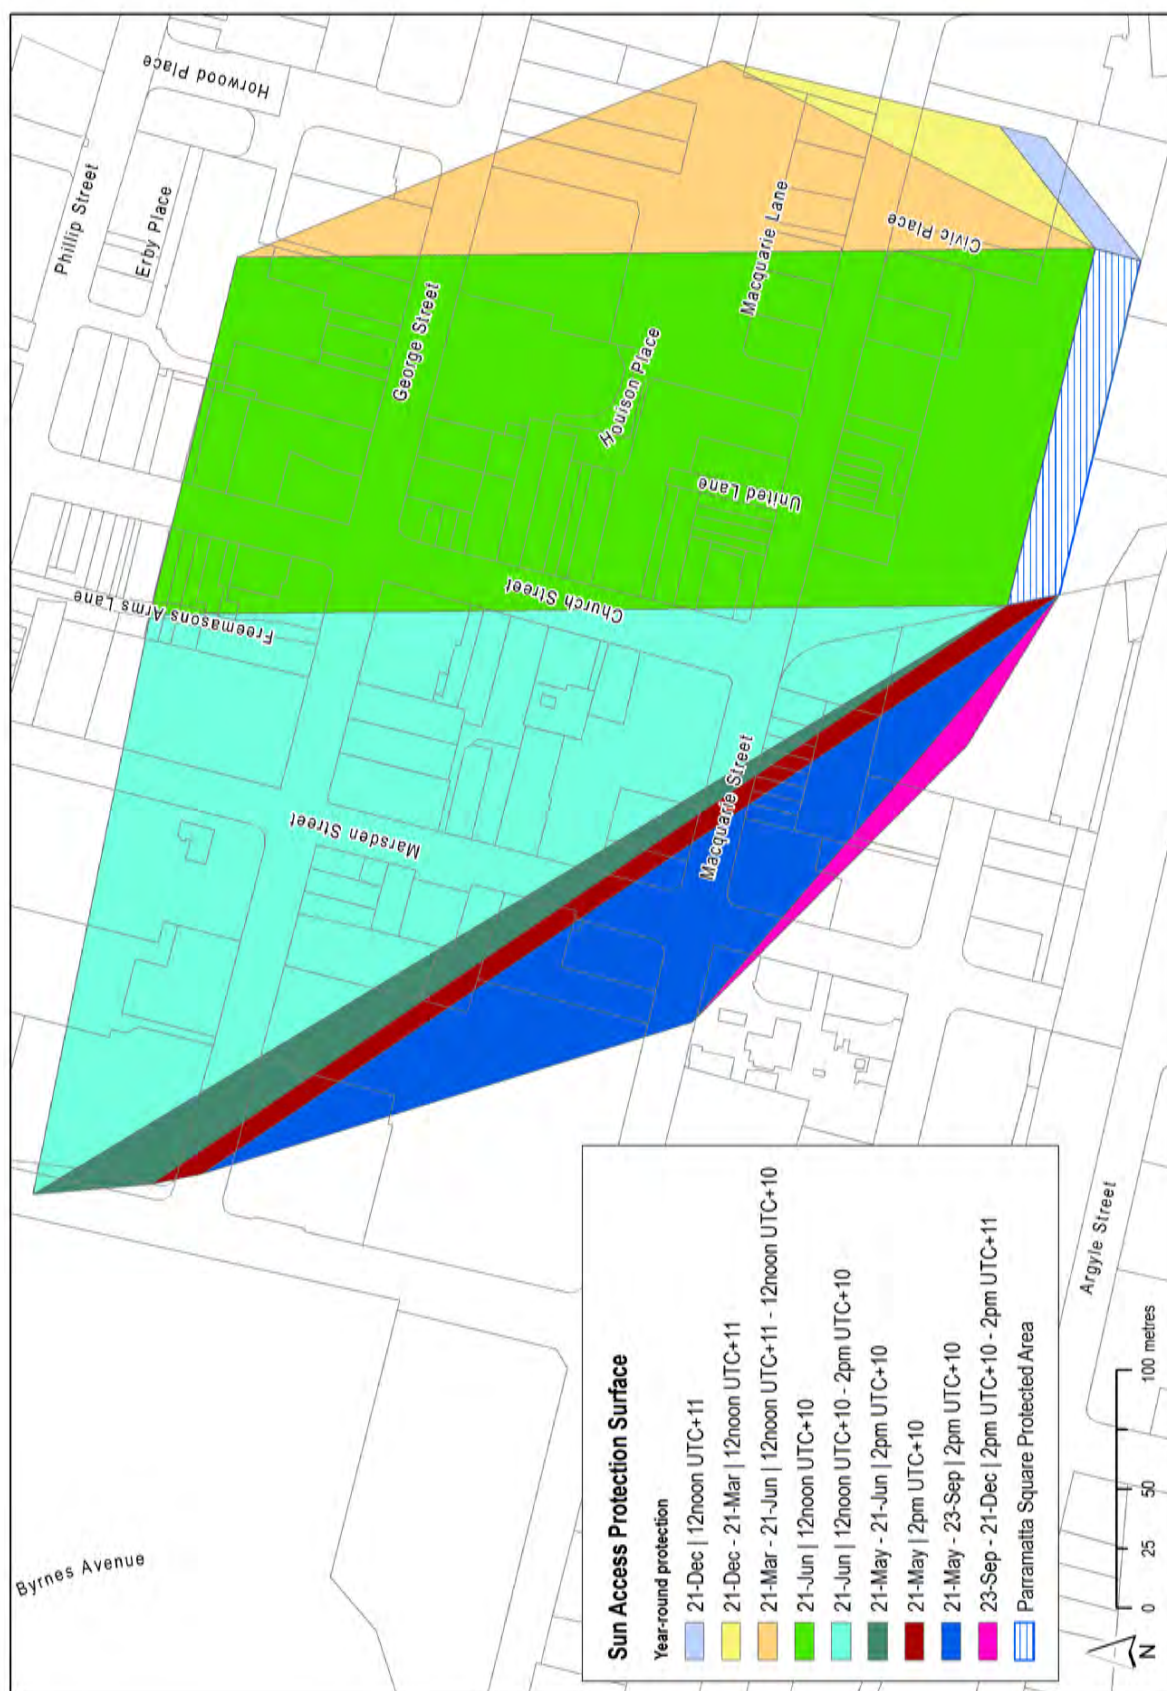 Horwood Place
Phillip Street
Erby Place
George Street
Macquarie Lane
Civic Place
Houison Place
United Lane
Freemasons Arms Lane
Church Street
Marsden Street
Macquarie Street
Argyle Street
Byrnes Avenue
Sun Access Protection Surface
Year-round protection
21-Dec | 12noon UTC+11
21-Dec - 21-Mar | 12noon UTC+11
21-Mar - 21-Jun | 12noon UTC+11 - 12noon UTC+10
21-Jun | 12noon UTC+10
21-Jun | 12noon UTC+10 - 2pm UTC+10
21-May - 21-Jun | 2pm UTC+10
21-May | 2pm UTC+10
21-May - 23-Sep | 2pm UTC+10
23-Sep - 21-Dec | 2pm UTC+10 - 2pm UTC+11
Parramatta Square Protected Area
N
0 25 50 100 metres